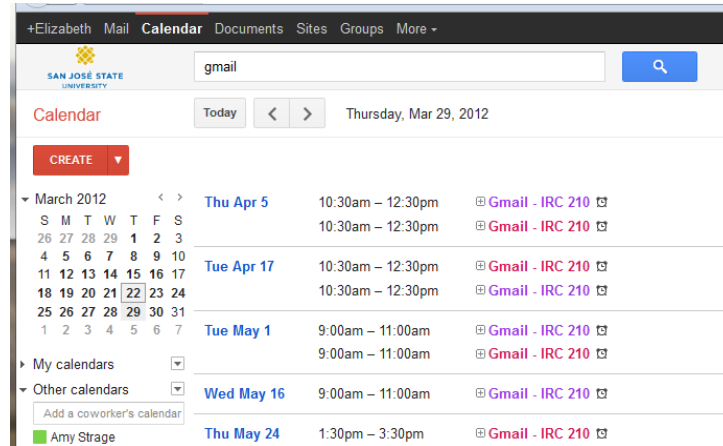 +Elizabeth Mail Calendar Documents Sites Groups More
SAN JOSÉ STATE
UNIVERSITY
gmail
Calendar
Today
Thursday, Mar 29, 2012
CREATE
March 2012
S M T W T F S
26 27 28 29 1 2 3
4 5 6 7 8 9 10
11 12 13 14 15 16 17
18 19 20 21 22 23 24
25 26 27 28 29 30 31
1 2 3 4 5 6 7
My calendars
Other calendars
Add a coworker's calendar
Amy Strage
Thu Apr 5 10:30am – 12:30pm Gmail - IRC 210
10:30am – 12:30pm Gmail - IRC 210
Tue Apr 17 10:30am – 12:30pm Gmail - IRC 210
10:30am – 12:30pm Gmail - IRC 210
Tue May 1 9:00am – 11:00am Gmail - IRC 210
9:00am – 11:00am Gmail - IRC 210
Wed May 16 9:00am – 11:00am Gmail - IRC 210
Thu May 24 1:30pm – 3:30pm Gmail - IRC 210